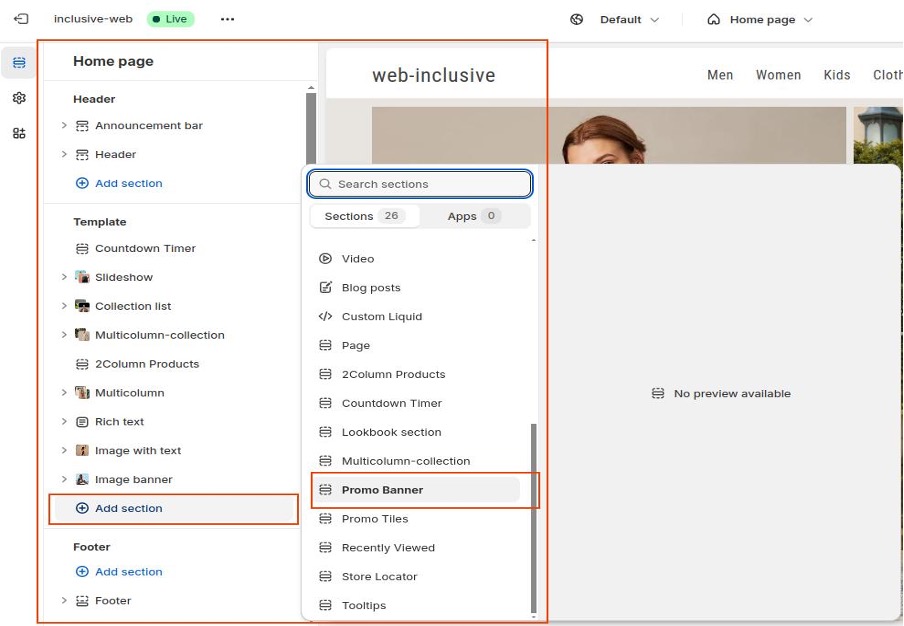 inclusive-web
Live
Default
Home page
Home page
web-inclusive
Men Women Kids Cloth
Header
Announcement bar
Header
Add section
Search sections
Sections 26 Apps 0
Template
Countdown Timer
Slideshow
Collection list
Multicolumn-collection
2Column Products
Multicolumn
Rich text
Image with text
Image banner
Add section
Footer
Add section
Footer
Video
Blog posts
Custom Liquid
Page
2Column Products
Countdown Timer
Lookbook section
Multicolumn-collection
Promo Banner
Promo Tiles
Recently Viewed
Store Locator
Tooltips
No preview available